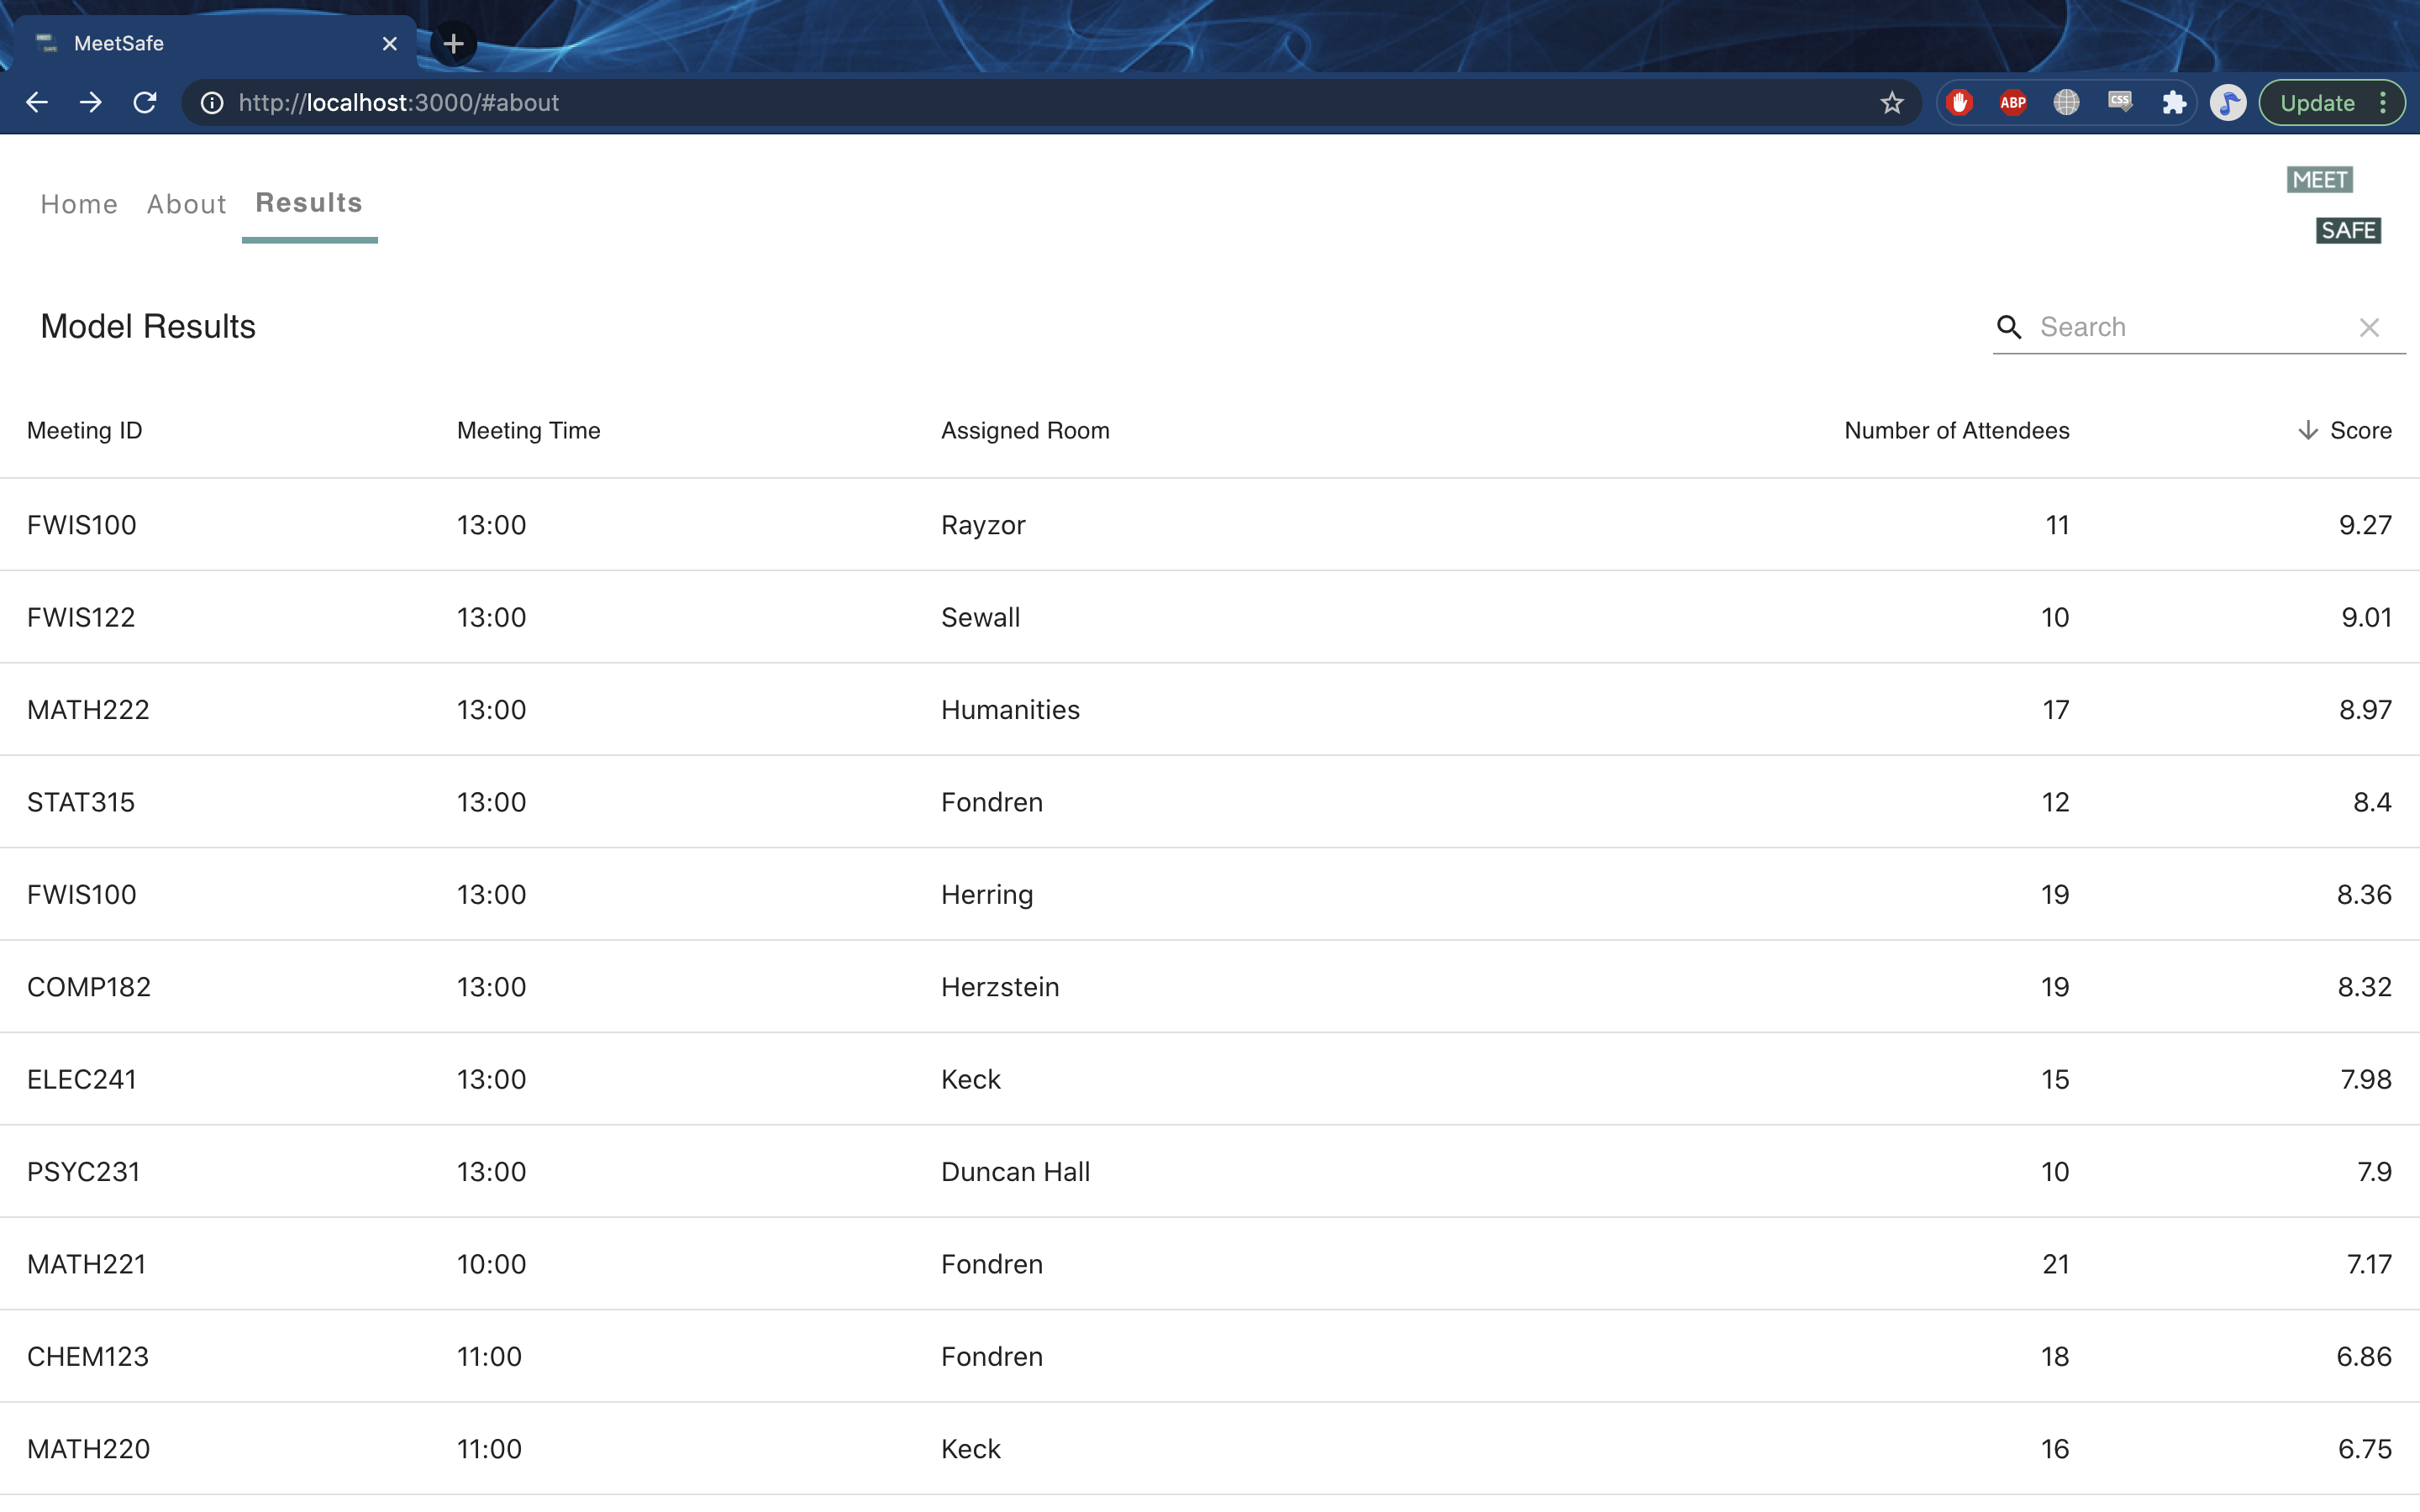 MeetSafe
http://localhost:3000/#about
ABP
CSS
Update
Home About Results
MEET
SAFE
Model Results
Search
Meeting ID Meeting Time Assigned Room Number of Attendees Score
FWIS100 13:00 Rayzor 11 9.27
FWIS122 13:00 Sewall 10 9.01
MATH222 13:00 Humanities 17 8.97
STAT315 13:00 Fondren 12 8.4
FWIS100 13:00 Herring 19 8.36
COMP182 13:00 Herzstein 19 8.32
ELEC241 13:00 Keck 15 7.98
PSYC231 13:00 Duncan Hall 10 7.9
MATH221 10:00 Fondren 21 7.17
CHEM123 11:00 Fondren 18 6.86
MATH220 11:00 Keck 16 6.75